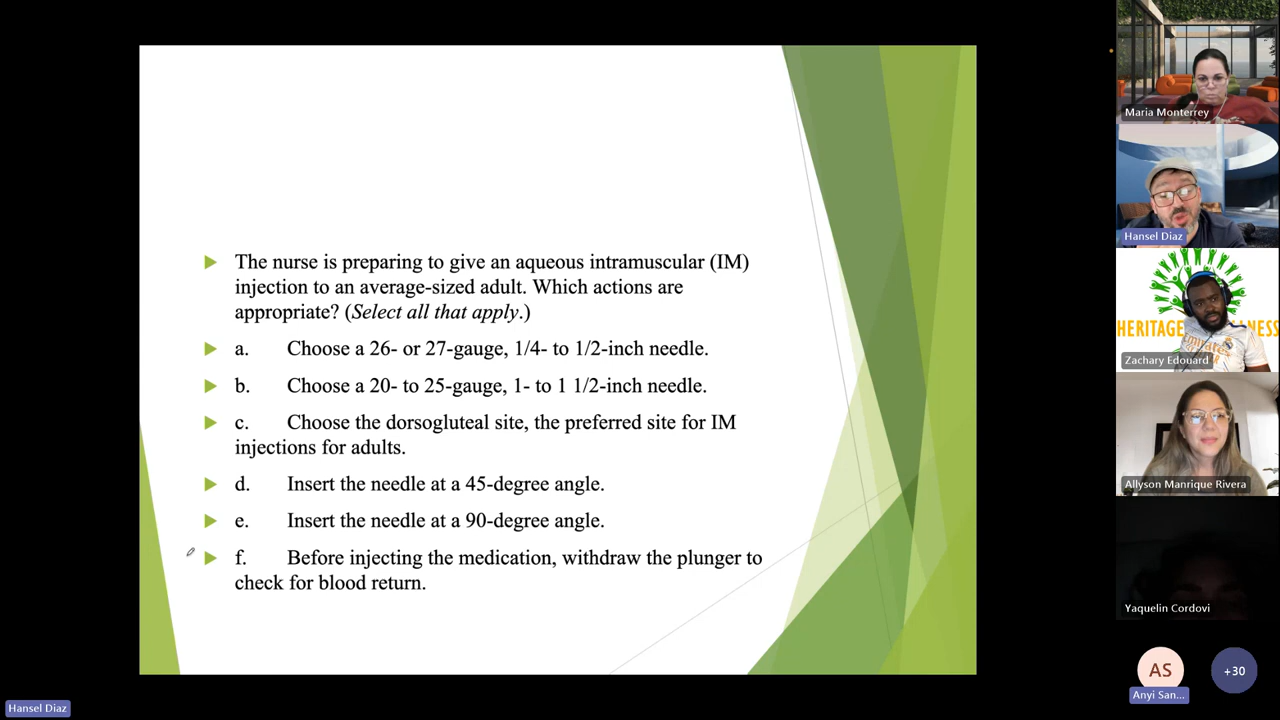 The nurse is preparing to give an aqueous intramuscular (IM)
injection to an average-sized adult. Which actions are
appropriate? (Select all that apply.)
a. Choose a 26- or 27-gauge, 1/4- to 1/2-inch needle.
b. Choose a 20- to 25-gauge, 1- to 1 1/2-inch needle.
c. Choose the dorsogluteal site, the preferred site for IM
injections for adults.
d. Insert the needle at a 45-degree angle.
e. Insert the needle at a 90-degree angle.
f. Before injecting the medication, withdraw the plunger to
check for blood return.
Maria Monterrey
Hansel Diaz
HERITAGE
Zachary Edouard
Allyson Manrique Rivera
Yaquelin Cordovi
AS
Anyi San...
+30
Hansel Diaz